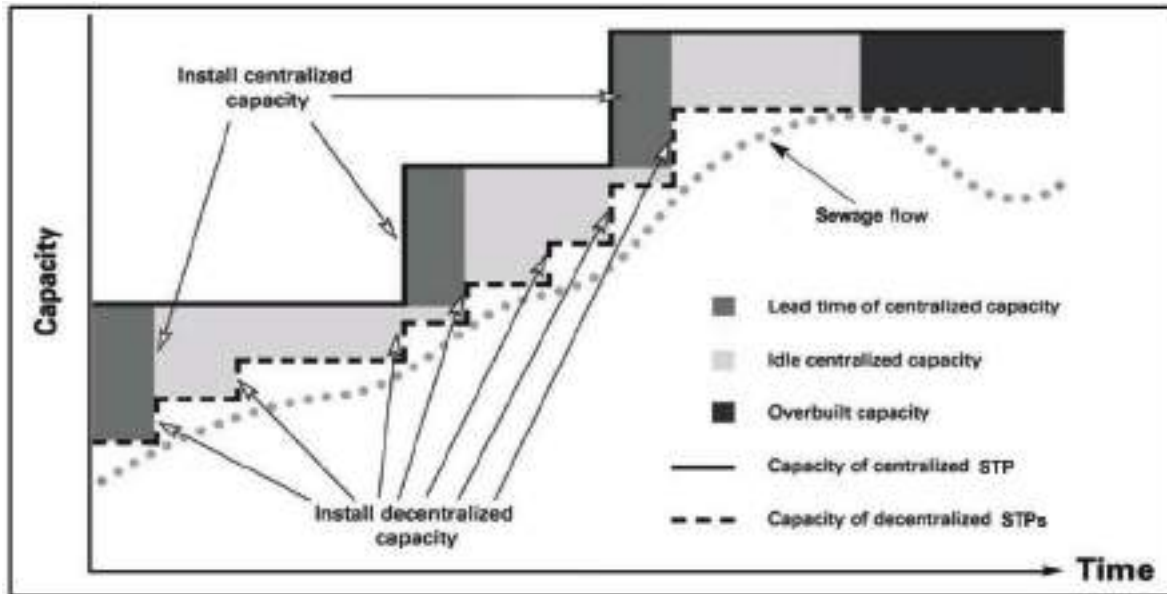 Install centralized
capacity
Capacity
Sewage flow
Lead time of centralized capacity
Idle centralized capacity
Overbuilt capacity
Capacity of centralized STP
Capacity of decentralized STPs
Install decentralized
capacity
Time